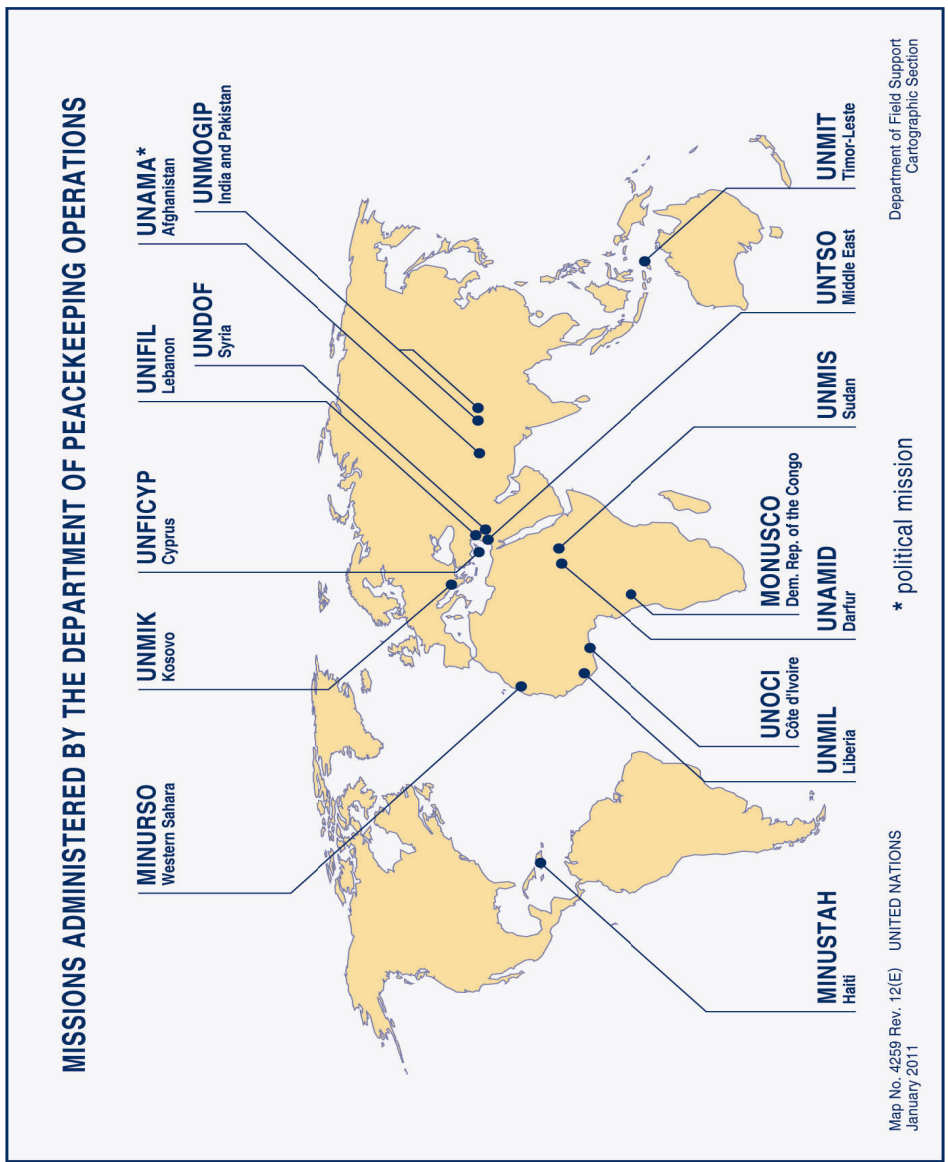 MISSIONS ADMINISTERED BY THE DEPARTMENT OF PEACEKEEPING OPERATIONS
MINURSO
Western Sahara
UNMIK
Kosovo
UNFICYP
Cyprus
UNIFIL
Lebanon
UNDOF
Syria
UNAMA*
Afghanistan
UNMOGIP
India and Pakistan
MINUSTAH
Haiti
UNOCI
Côte d'Ivoire
UNMIL
Liberia
MONUSCO
Dem. Rep. of the Congo
UNAMID
Darfur
UNMIS
Sudan
UNTSO
Middle East
UNMIT
Timor-Leste
* political mission
Map No. 4259 Rev. 12(E) UNITED NATIONS
January 2011
Department of Field Support
Cartographic Section